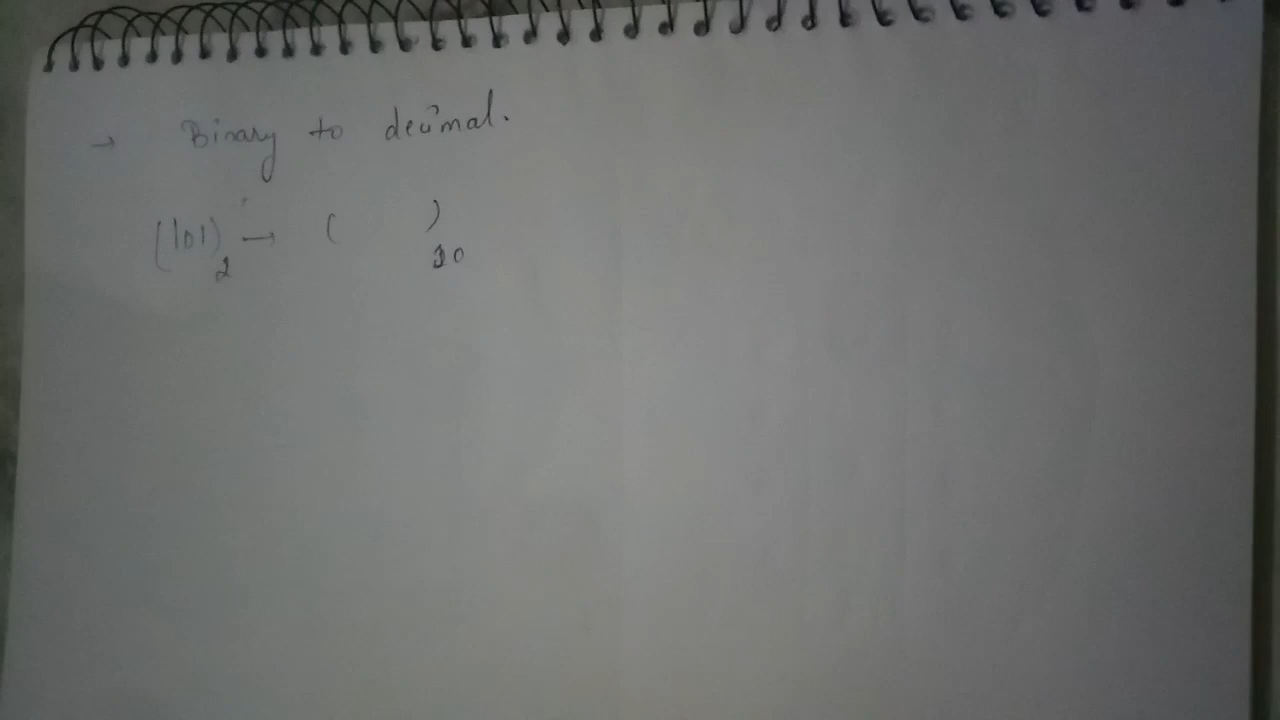 → Binary to decimal.
(101)₂ → (      )₁₀